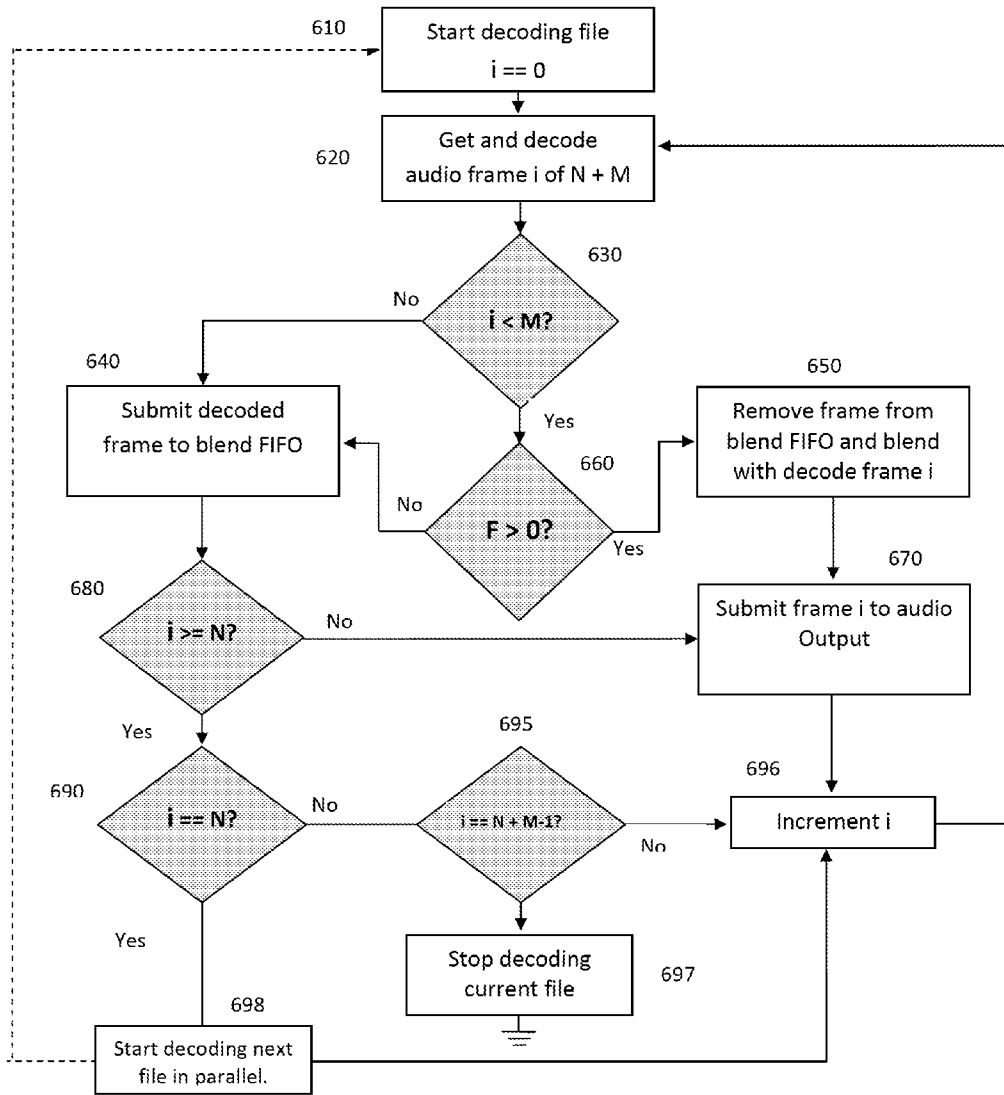 610
Start decoding file
i == 0
620
Get and decode
audio frame i of N + M
630
No
i < M?
640
Submit decoded
frame to blend FIFO
Yes
650
Remove frame from
blend FIFO and blend
with decode frame i
660
No
F > 0?
Yes
670
Submit frame i to audio
Output
680
i >= N?
No
Yes
690
i == N?
No
695
i == N + M-1?
No
696
Increment i
Yes
Stop decoding
current file
697
698
Start decoding next
file in parallel.